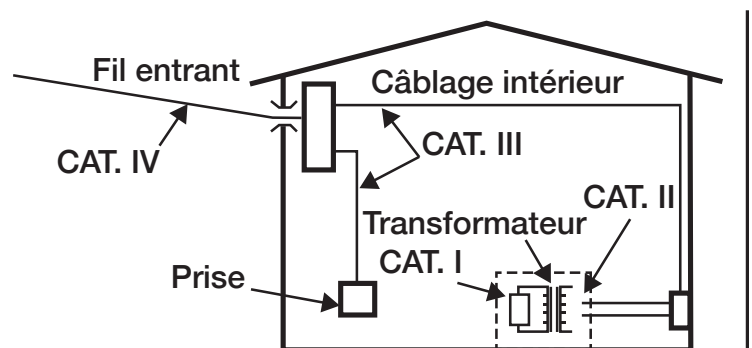 Fil entrant
Câblage intérieur
CAT. IV
CAT. III
CAT. II
Transformateur
CAT. I
Prise